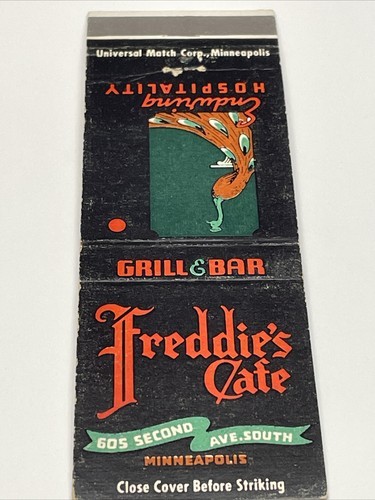 Universal Match Corp., Minneapolis
Enduring
HOSPITALITY
GRILL & BAR
Freddie's
Cafe
605 SECOND AVE. SOUTH
MINNEAPOLIS
Close Cover Before Striking